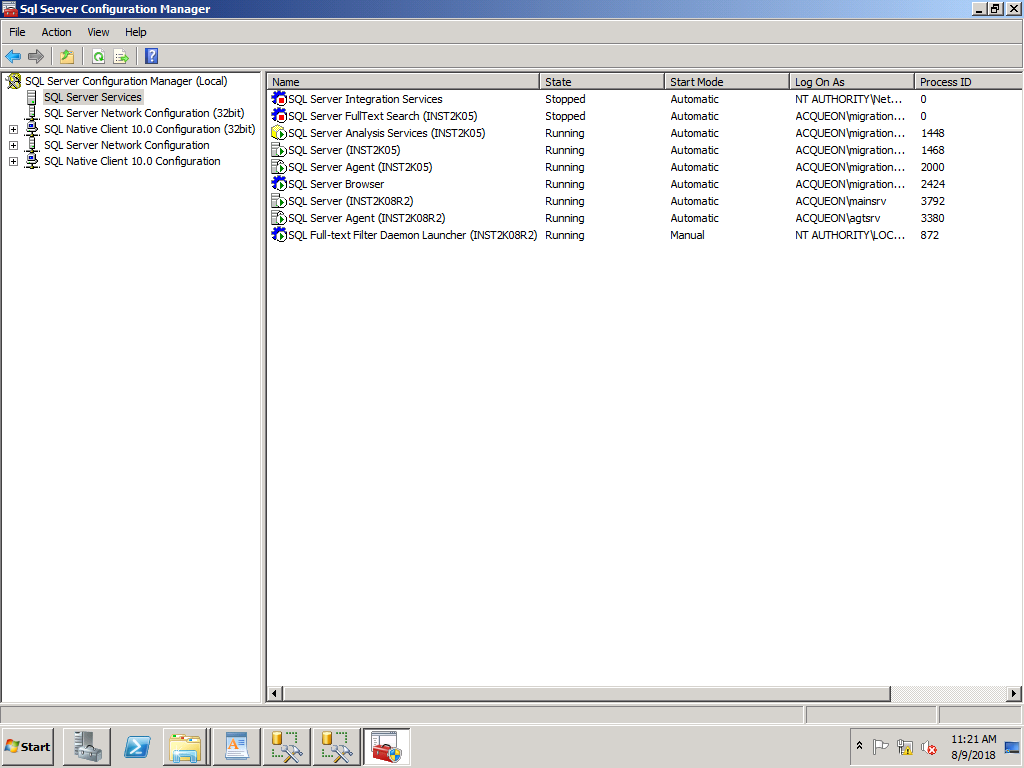 Sql Server Configuration Manager
File Action View Help
SQL Server Configuration Manager (Local)
SQL Server Services
SQL Server Network Configuration (32bit)
SQL Native Client 10.0 Configuration (32bit)
SQL Server Network Configuration
SQL Native Client 10.0 Configuration
Name State Start Mode Log On As Process ID
SQL Server Integration Services Stopped Automatic NT AUTHORITY\Net... 0
SQL Server FullText Search (INST2K05) Stopped Automatic ACQUEON\migration... 0
SQL Server Analysis Services (INST2K05) Running Automatic ACQUEON\migration... 1448
SQL Server (INST2K05) Running Automatic ACQUEON\migration... 1468
SQL Server Agent (INST2K05) Running Automatic ACQUEON\migration... 2000
SQL Server Browser Running Automatic ACQUEON\migration... 2424
SQL Server (INST2K08R2) Running Automatic ACQUEON\mainsrv 3792
SQL Server Agent (INST2K08R2) Running Automatic ACQUEON\agtsrv 3380
SQL Full-text Filter Daemon Launcher (INST2K08R2) Running Manual NT AUTHORITY\LOC... 872
Start
11:21 AM
8/9/2018